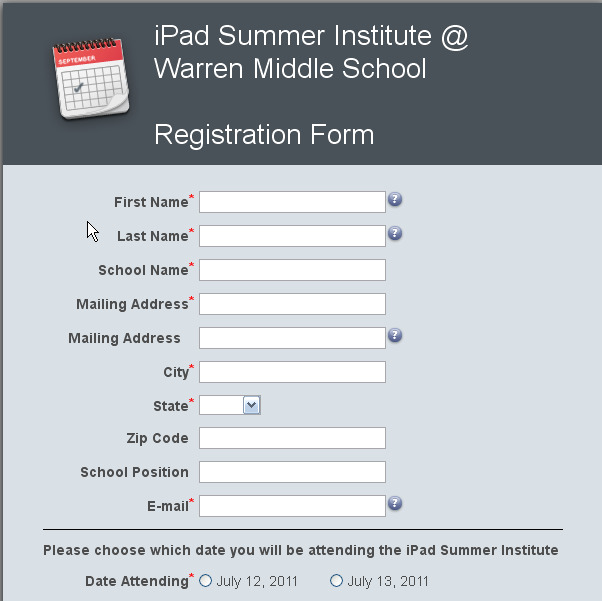 iPad Summer Institute @
Warren Middle School
Registration Form
SEPTEMBER
First Name* ?
Last Name* ?
School Name*
Mailing Address*
Mailing Address ?
City*
State*
Zip Code
School Position
E-mail* ?
Please choose which date you will be attending the iPad Summer Institute
Date Attending* July 12, 2011 July 13, 2011